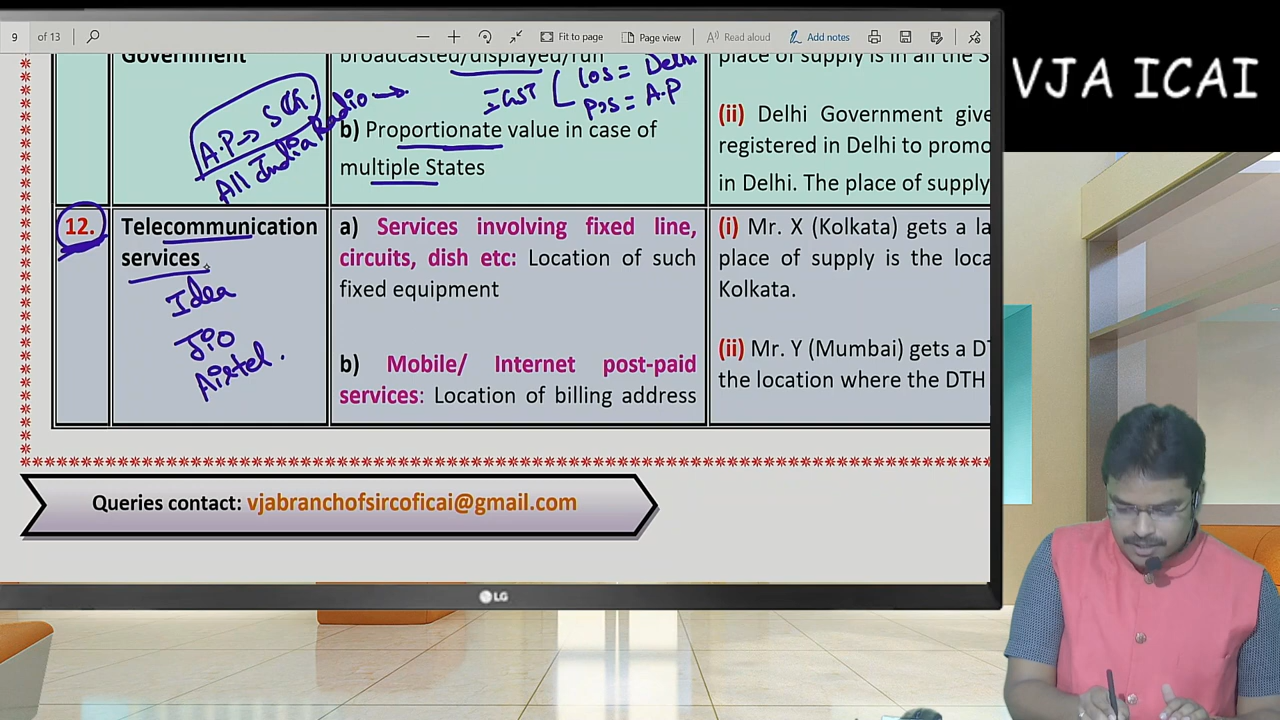 9 of 13
Fit to page
Page view
Read aloud
Add notes
VJA ICAI
Government
broadcasted/displayed/run
IGST
LOS = Delhi
POS = A.P
A.P → SCG.
All India Radio →
b) Proportionate value in case of
multiple States
place of supply is in all the S
(ii) Delhi Government give
registered in Delhi to promo
in Delhi. The place of supply
12.
Telecommunication
services
Idea
Jio
Airtel.
a) Services involving fixed line,
circuits, dish etc: Location of such
fixed equipment
b) Mobile/ Internet post-paid
services: Location of billing address
(i) Mr. X (Kolkata) gets a la
place of supply is the loca
Kolkata.
(ii) Mr. Y (Mumbai) gets a DT
the location where the DTH
Queries contact: vjabranchofsircoficai@gmail.com
LG